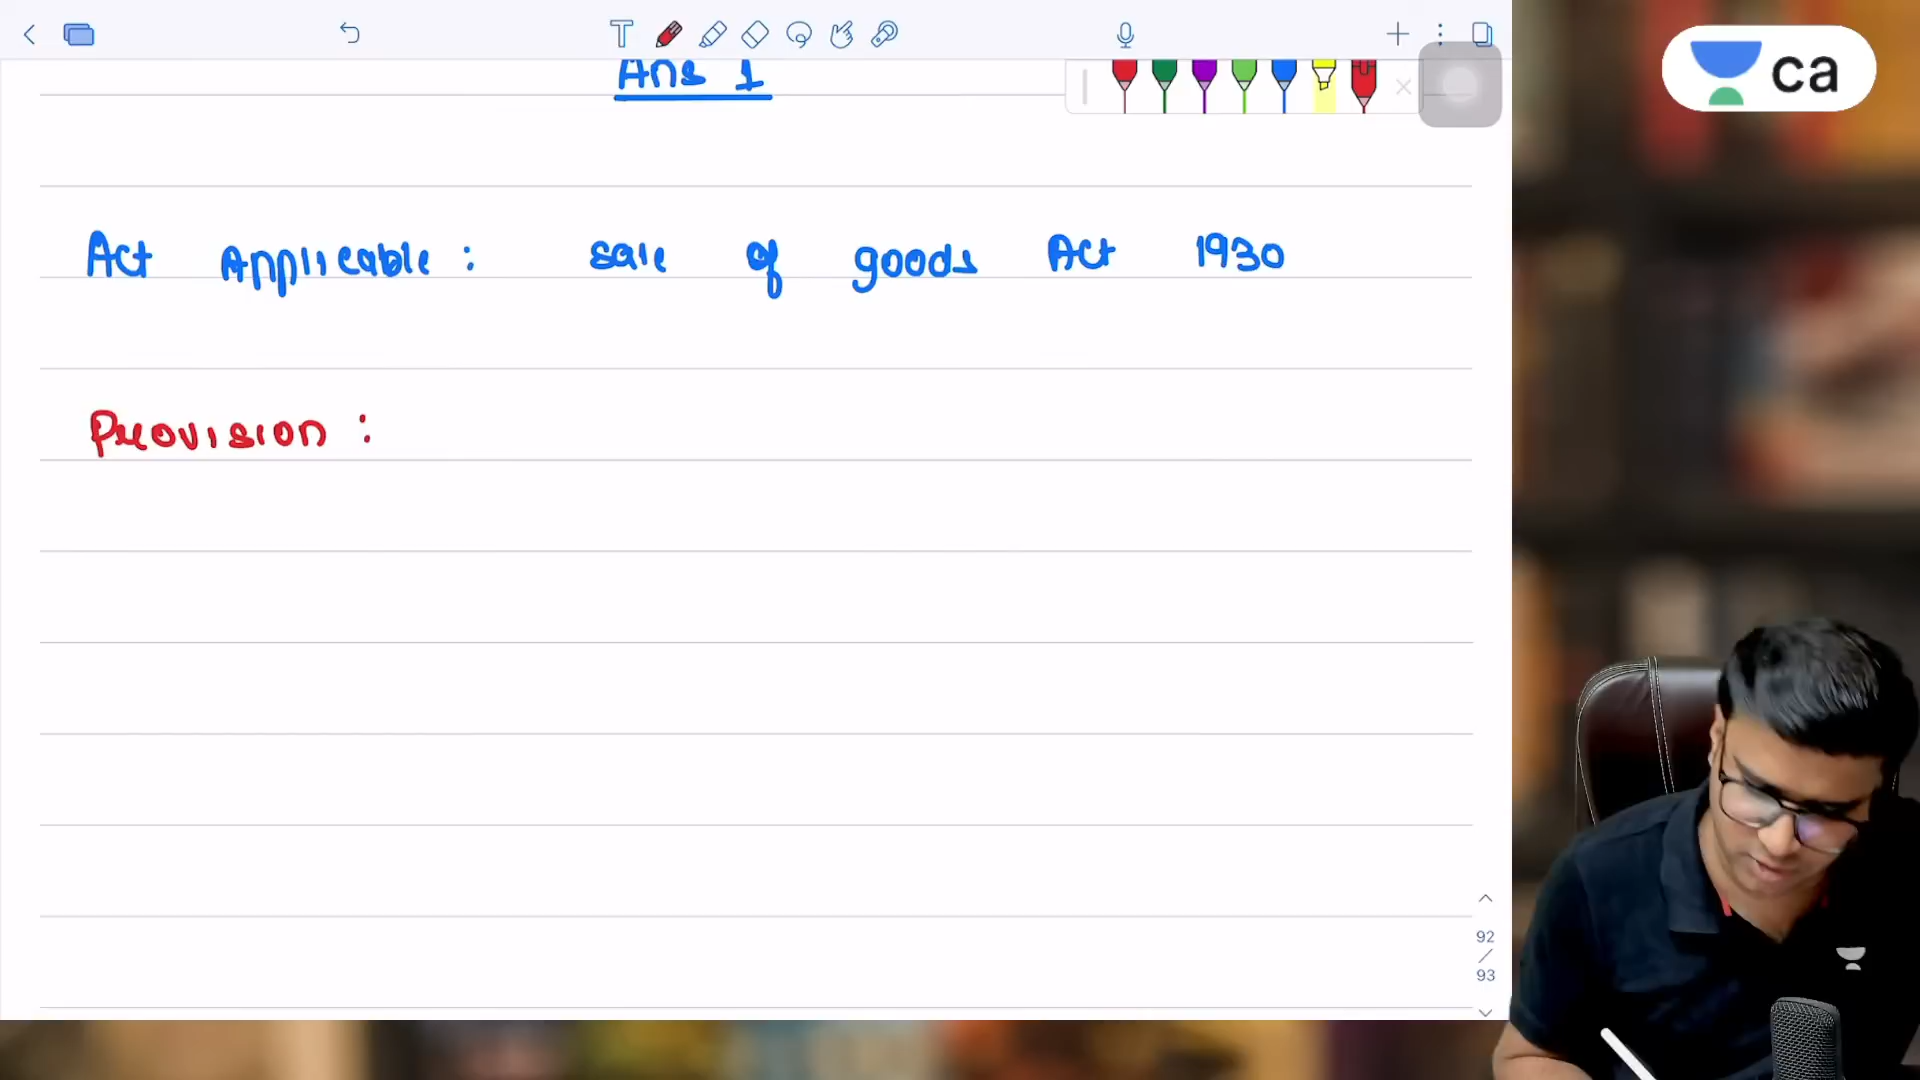 ca
Ans 1
Act Applicable : sale of goods Act 1930
Provision :
92
/
93